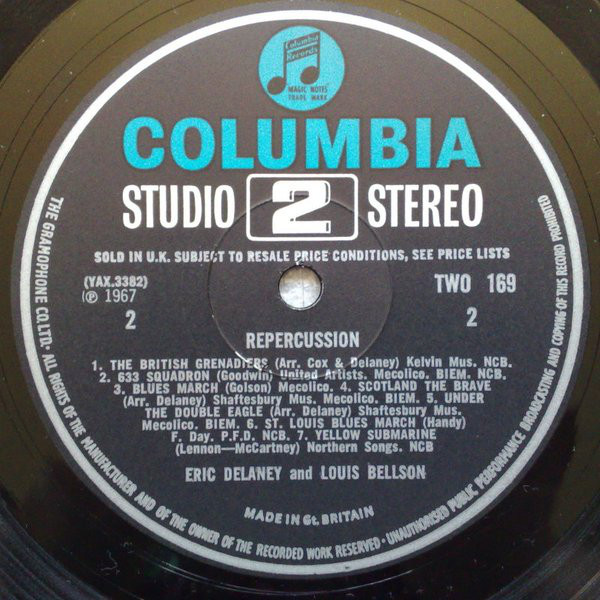 Columbia
Records
MAGIC NOTES
TRADE MARK
COLUMBIA
STUDIO 2 STEREO
SOLD IN U.K. SUBJECT TO RESALE PRICE CONDITIONS, SEE PRICE LISTS
(YAX.3382)
Ⓟ 1967
2
TWO 169
2
REPERCUSSION
1. THE BRITISH GRENADIERS (Arr. Cox & Delaney) Kelvin Mus. NCB.
2. 633 SQUADRON (Goodwin) United Artists. Mecolico. BIEM. NCB.
3. BLUES MARCH (Golson) Mecolico. 4. SCOTLAND THE BRAVE
(Arr. Delaney) Shaftesbury Mus. Mecolico. BIEM. 5. UNDER
THE DOUBLE EAGLE (Arr. Delaney) Shaftesbury Mus.
Mecolico. BIEM. 6. ST. LOUIS BLUES MARCH (Handy)
F. Day. P.F.D. NCB. 7. YELLOW SUBMARINE
(Lennon—McCartney) Northern Songs. NCB
ERIC DELANEY and LOUIS BELLSON
MADE IN Gt. BRITAIN
THE GRAMOPHONE CO.LTD· ALL RIGHTS OF THE MANUFACTURER AND OF THE OWNER OF THE RECORDED WORK RESERVED · UNAUTHORISED PUBLIC PERFORMANCE BROADCASTING AND COPYING OF THIS RECORD PROHIBITED